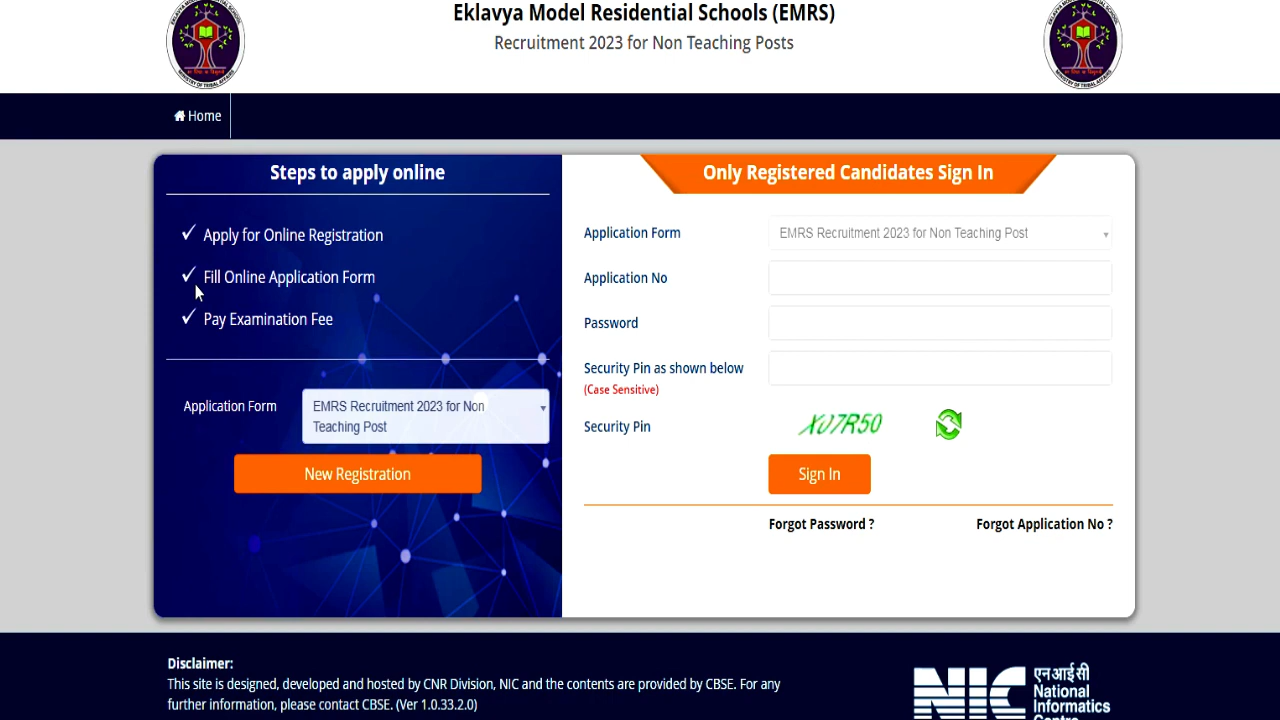 Eklavya Model Residential Schools (EMRS)
Recruitment 2023 for Non Teaching Posts
Home
Steps to apply online
Apply for Online Registration
Fill Online Application Form
Pay Examination Fee
Application Form
EMRS Recruitment 2023 for Non
Teaching Post
New Registration
Only Registered Candidates Sign In
Application Form
EMRS Recruitment 2023 for Non Teaching Post
Application No
Password
Security Pin as shown below
(Case Sensitive)
Security Pin
XU7R50
Sign In
Forgot Password ?
Forgot Application No ?
Disclaimer:
This site is designed, developed and hosted by CNR Division, NIC and the contents are provided by CBSE. For any
further information, please contact CBSE. (Ver 1.0.33.2.0)
NIC
एनआईसी
National
Informatics
Centre